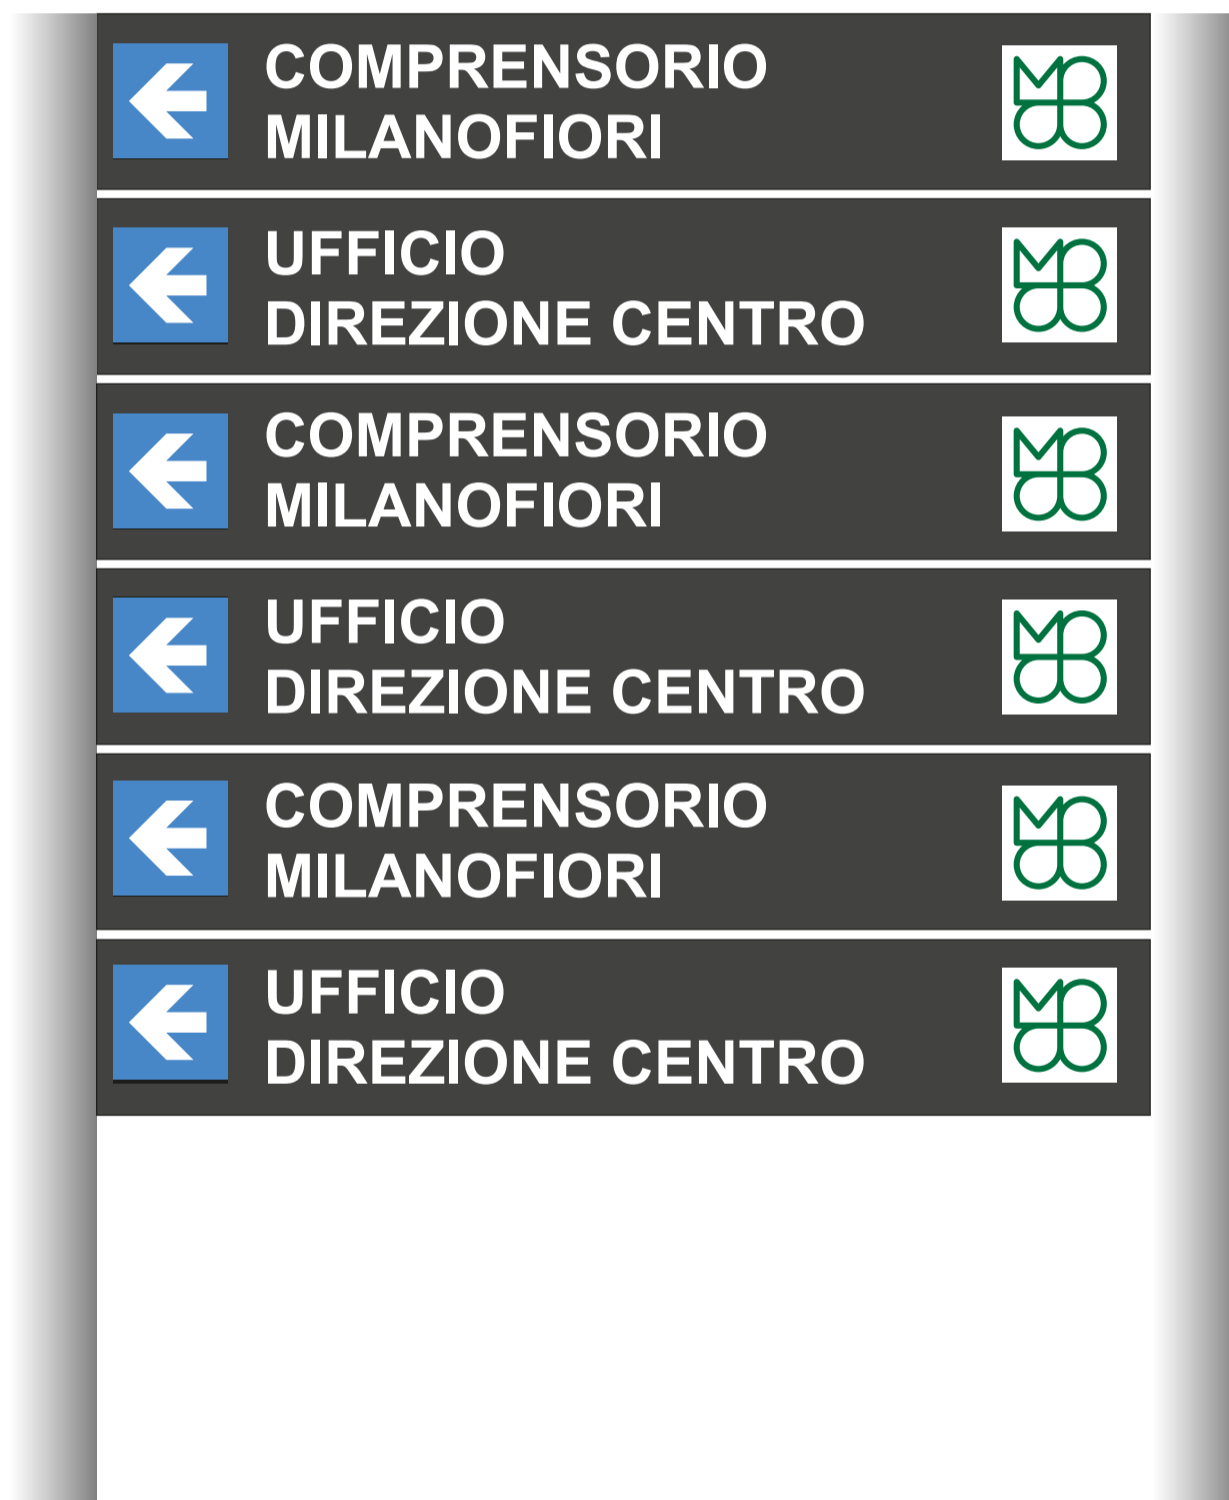 COMPRENSORIO
MILANOFIORI
UFFICIO
DIREZIONE CENTRO
COMPRENSORIO
MILANOFIORI
UFFICIO
DIREZIONE CENTRO
COMPRENSORIO
MILANOFIORI
UFFICIO
DIREZIONE CENTRO